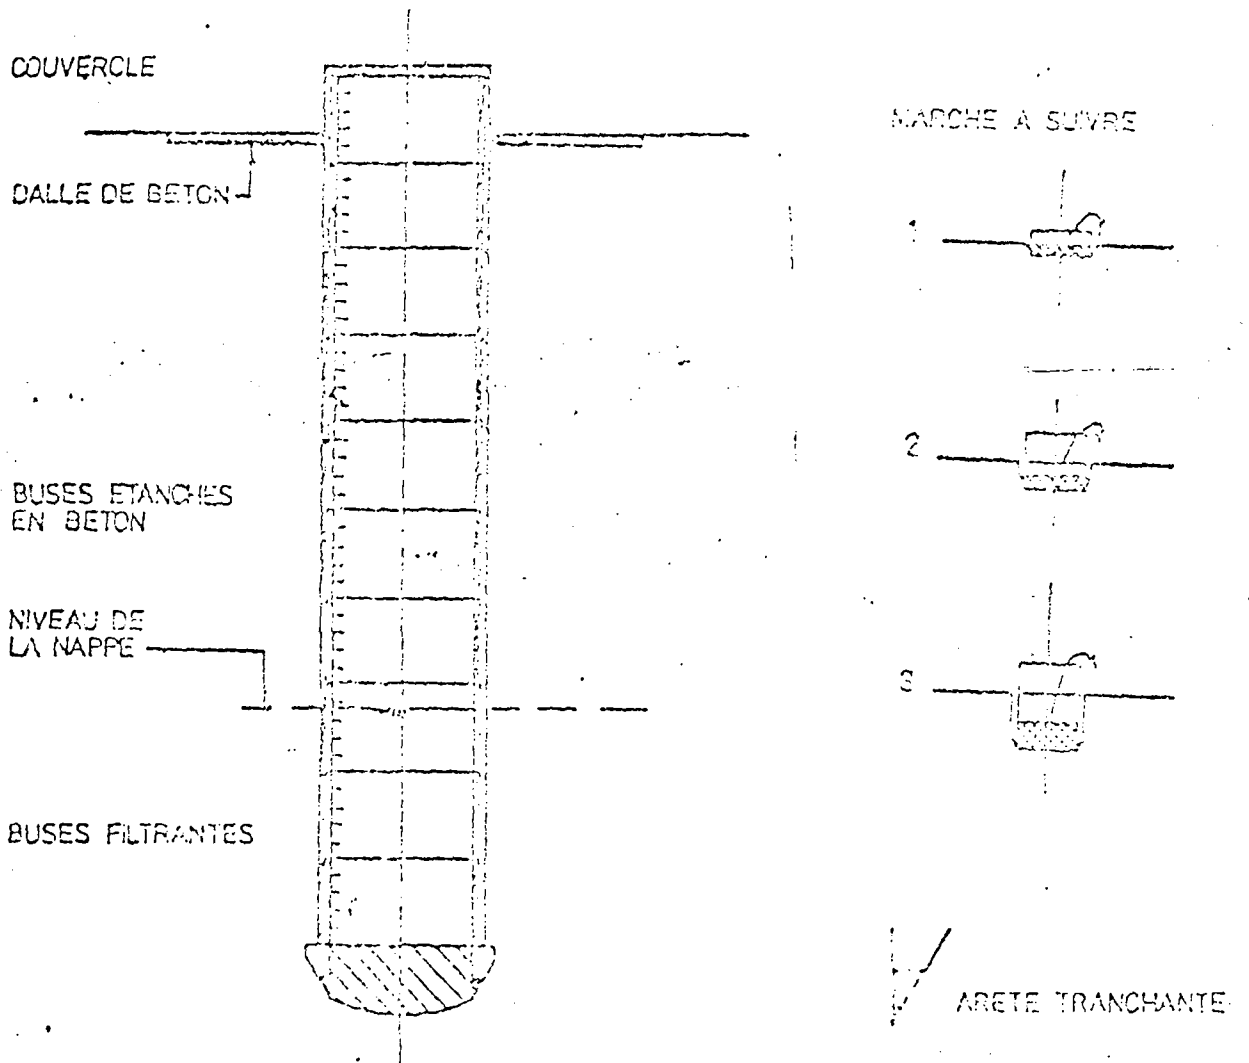 COUVERCLE
DALLE DE BETON
BUSES ETANCHES
EN BETON
NIVEAU DE
LA NAPPE
BUSES FILTRANTES
MARCHE A SUIVRE
1
2
3
ARETE TRANCHANTE